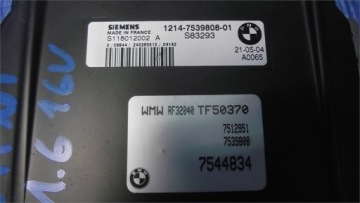 SIEMENS
MADE IN FRANCE
S118012002 A
1214-7539808-01
S83293
21-05-04
A0065
WMW RF32040 TF50370
7512951
7539808
7544834
1.6 16V